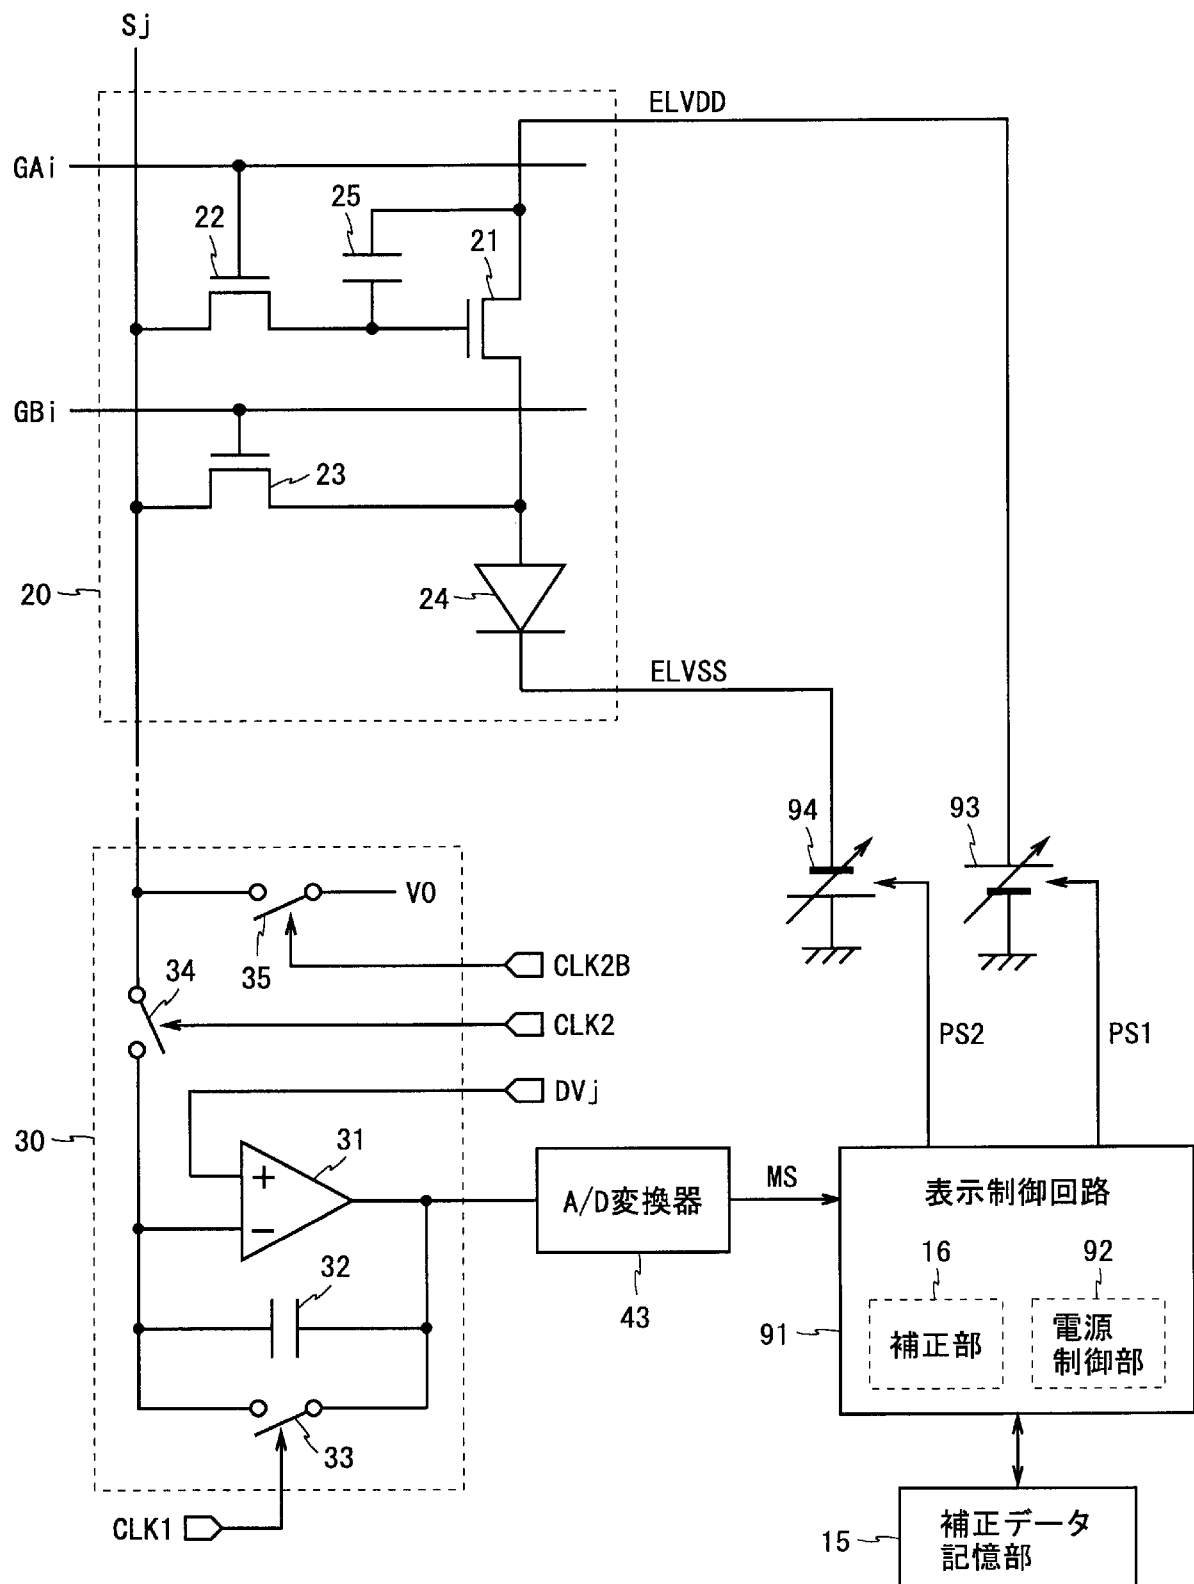 Sj
ELVDD
GAi
25
22
21
GBi
23
20
24
ELVSS
94
93
V0
35
CLK2B
34
CLK2
PS2
PS1
DVj
30
31
A/D変換器
MS
表示制御回路
32
43
16
92
91
補正部
電源
制御部
33
CLK1
15
補正データ
記憶部